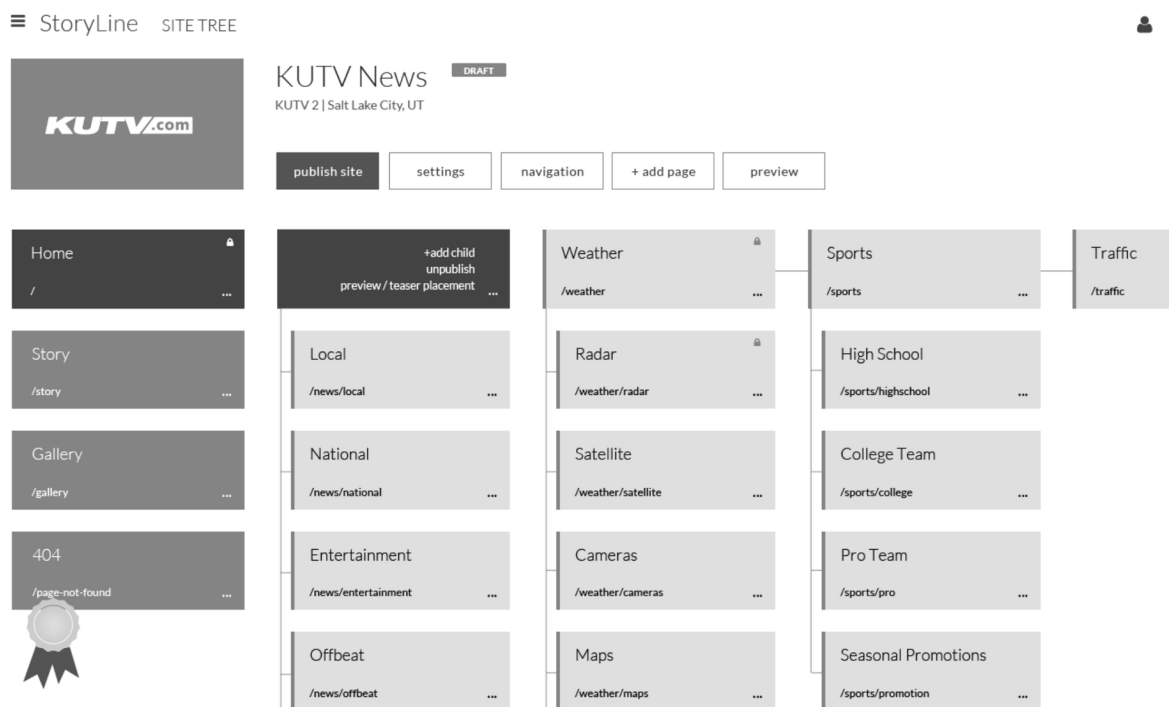 StoryLine SITE TREE
KUTV.com
KUTV News DRAFT
KUTV 2 | Salt Lake City, UT
publish site settings navigation + add page preview
Home
/
...
Story
/story
...
Gallery
/gallery
...
404
/page-not-found
...
+add child
unpublish
preview / teaser placement
...
Local
/news/local
...
National
/news/national
...
Entertainment
/news/entertainment
...
Offbeat
/news/offbeat
...
Weather
/weather
...
Radar
/weather/radar
...
Satellite
/weather/satellite
...
Cameras
/weather/cameras
...
Maps
/weather/maps
...
Sports
/sports
...
High School
/sports/highschool
...
College Team
/sports/college
...
Pro Team
/sports/pro
...
Seasonal Promotions
/sports/promotion
...
Traffic
/traffic